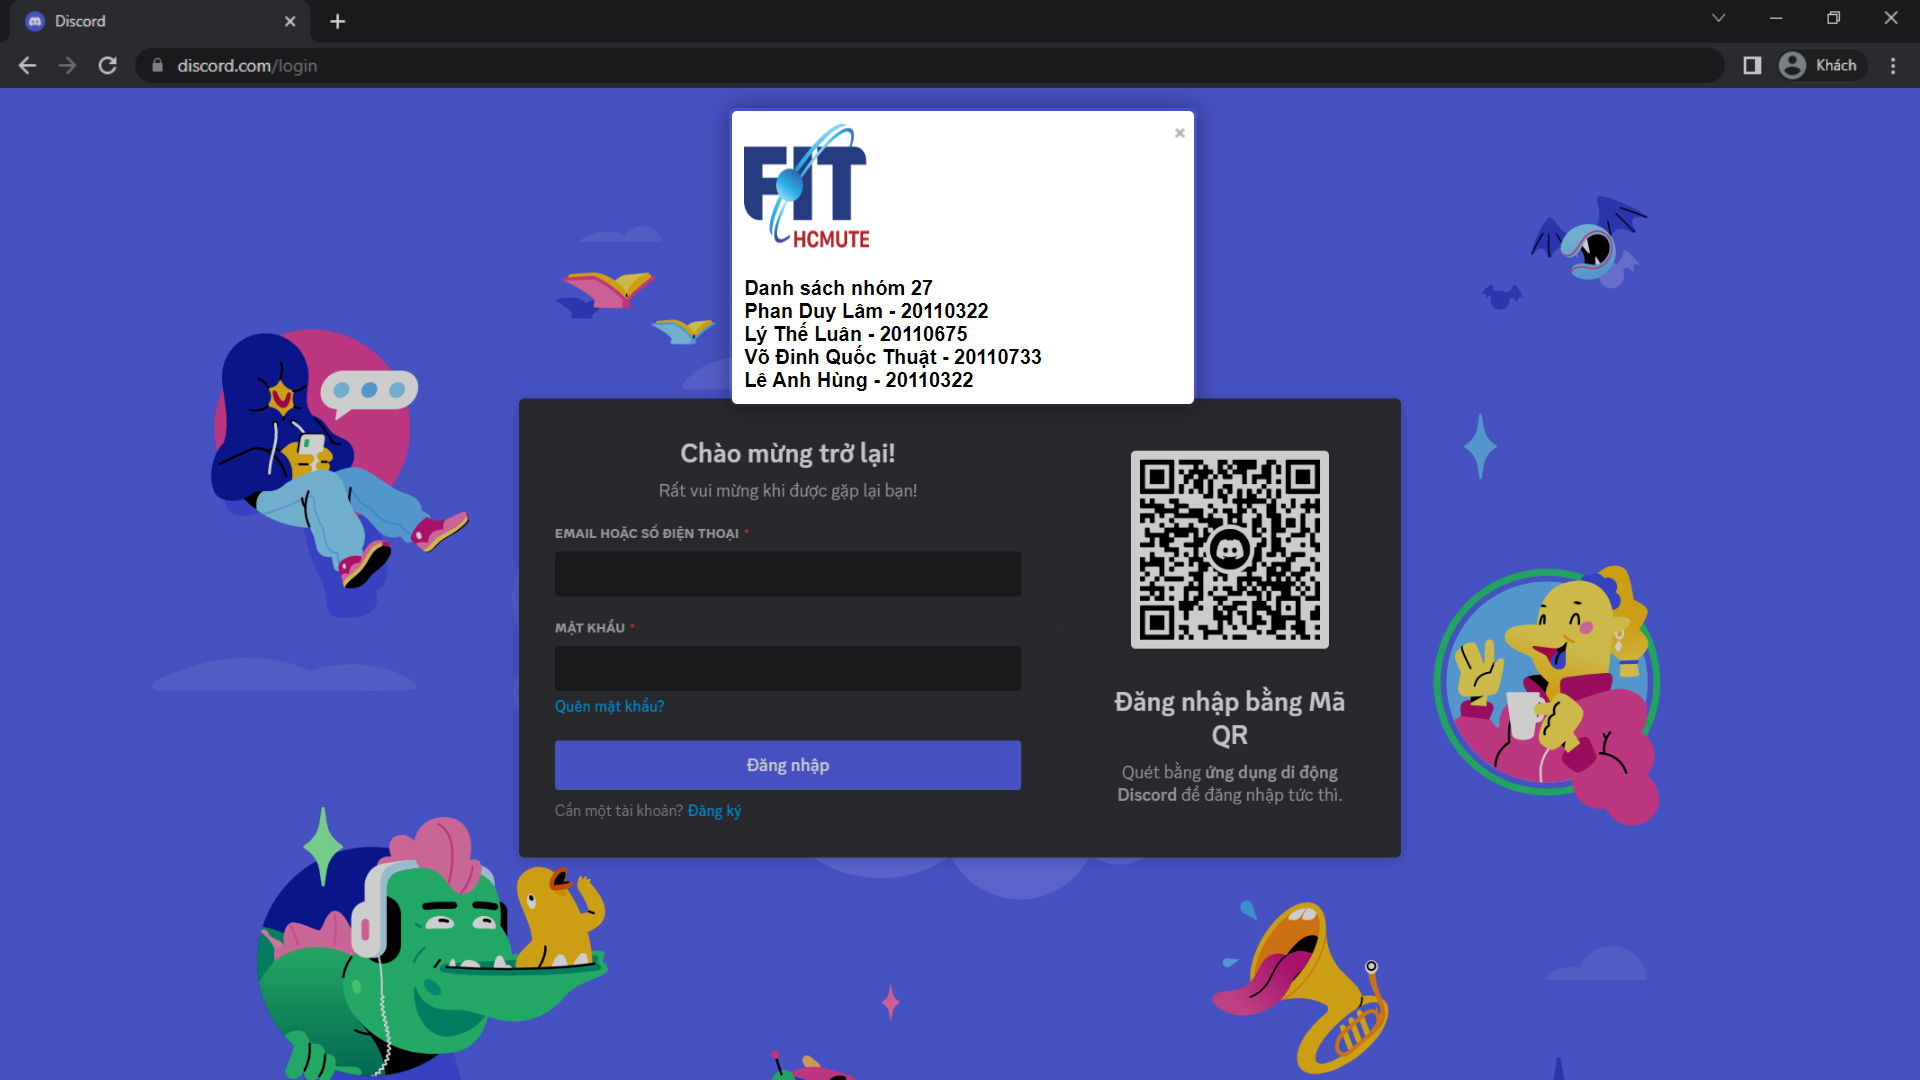 Discord
discord.com/login
Khách
FIT
HCMUTE
Danh sách nhóm 27
Phan Duy Lâm - 20110322
Lý Thế Luân - 20110675
Võ Đinh Quốc Thuật - 20110733
Lê Anh Hùng - 20110322
Chào mừng trở lại!
Rất vui mừng khi được gặp lại bạn!
EMAIL HOẶC SỐ ĐIỆN THOẠI *
MẬT KHẨU *
Quên mật khẩu?
Đăng nhập
Cần một tài khoản? Đăng ký
Đăng nhập bằng Mã
QR
Quét bằng ứng dụng di động
Discord để đăng nhập tức thì.